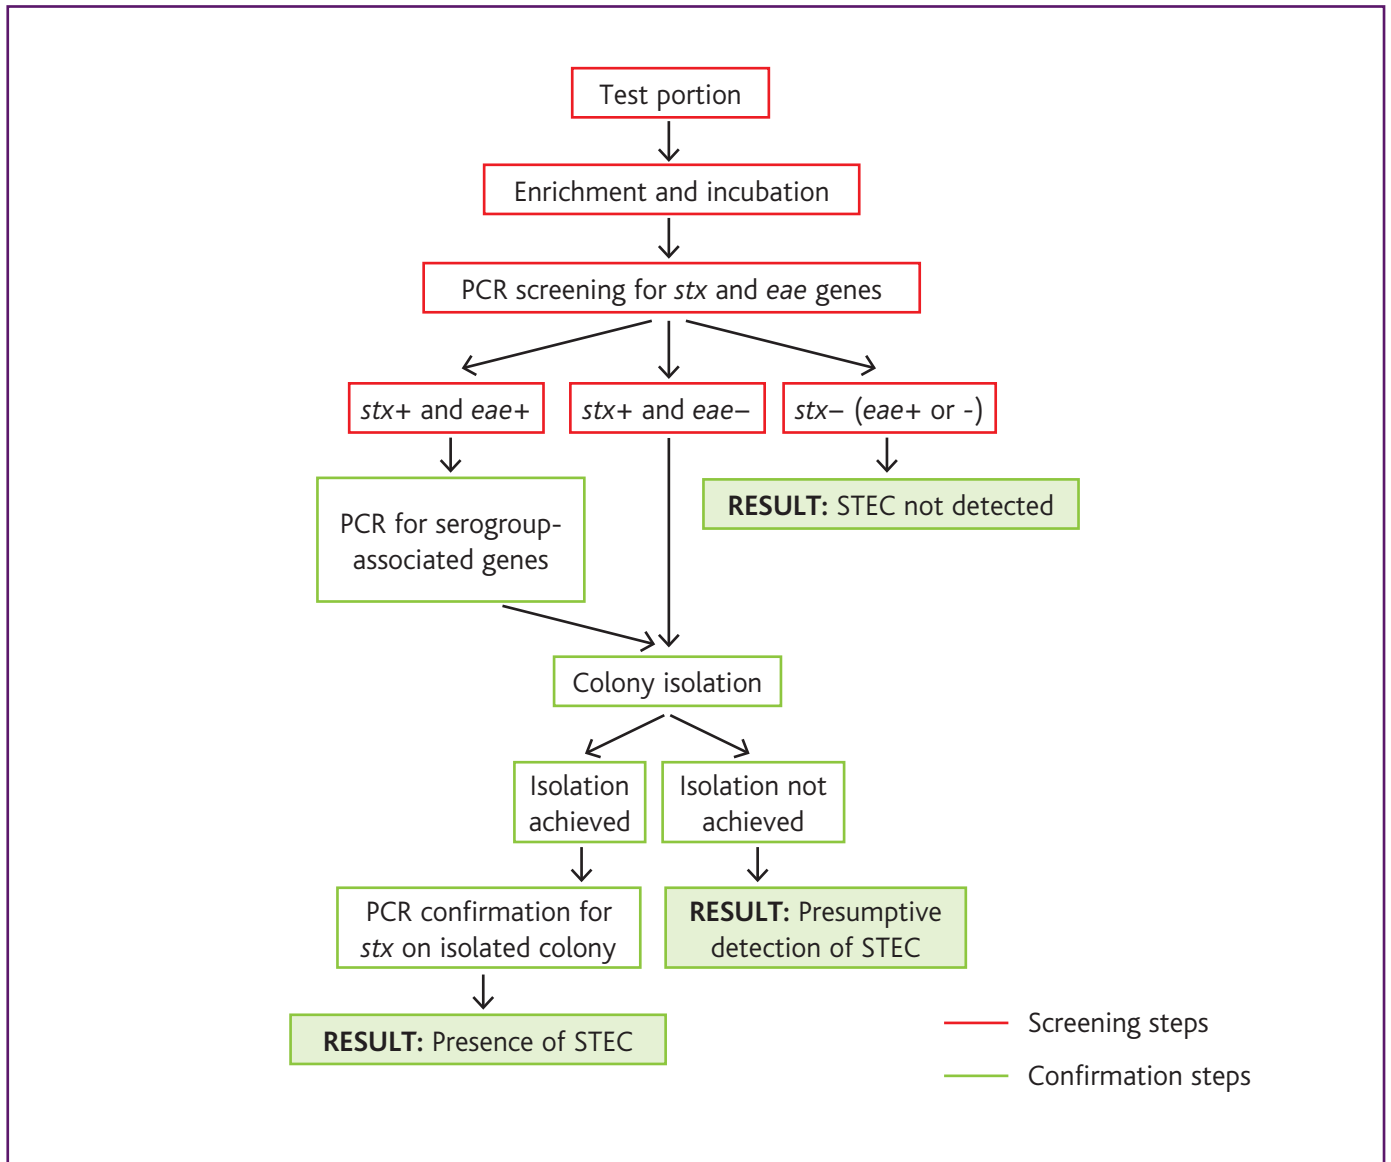 Test portion
Enrichment and incubation
PCR screening for stx and eae genes
stx+ and eae+
stx+ and eae–
stx– (eae+ or -)
PCR for serogroup-
associated genes
RESULT: STEC not detected
Colony isolation
Isolation
achieved
Isolation not
achieved
PCR confirmation for
stx on isolated colony
RESULT: Presumptive
detection of STEC
RESULT: Presence of STEC
Screening steps
Confirmation steps